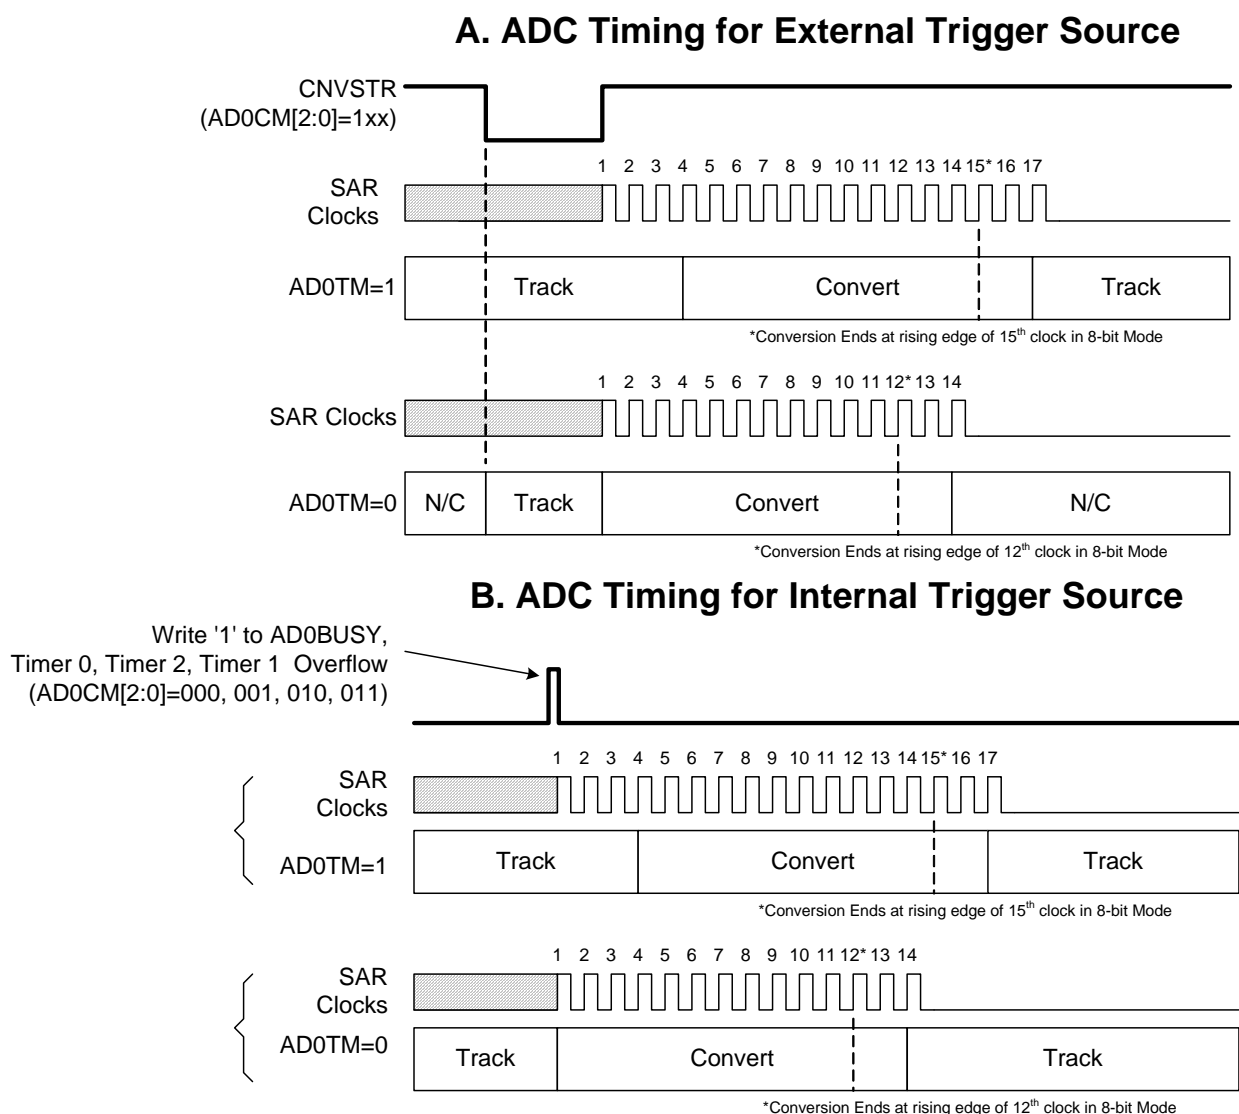 A. ADC Timing for External Trigger Source
CNVSTR
(AD0CM[2:0]=1xx)
1 2 3 4 5 6 7 8 9 10 11 12 13 14 15* 16 17
SAR
Clocks
AD0TM=1
Track
Convert
Track
*Conversion Ends at rising edge of 15th clock in 8-bit Mode
1 2 3 4 5 6 7 8 9 10 11 12* 13 14
SAR Clocks
AD0TM=0
N/C
Track
Convert
N/C
*Conversion Ends at rising edge of 12th clock in 8-bit Mode
B. ADC Timing for Internal Trigger Source
Write '1' to AD0BUSY,
Timer 0, Timer 2, Timer 1 Overflow
(AD0CM[2:0]=000, 001, 010, 011)
1 2 3 4 5 6 7 8 9 10 11 12 13 14 15* 16 17
SAR
Clocks
AD0TM=1
Track
Convert
Track
*Conversion Ends at rising edge of 15th clock in 8-bit Mode
1 2 3 4 5 6 7 8 9 10 11 12* 13 14
SAR
Clocks
AD0TM=0
Track
Convert
Track
*Conversion Ends at rising edge of 12th clock in 8-bit Mode